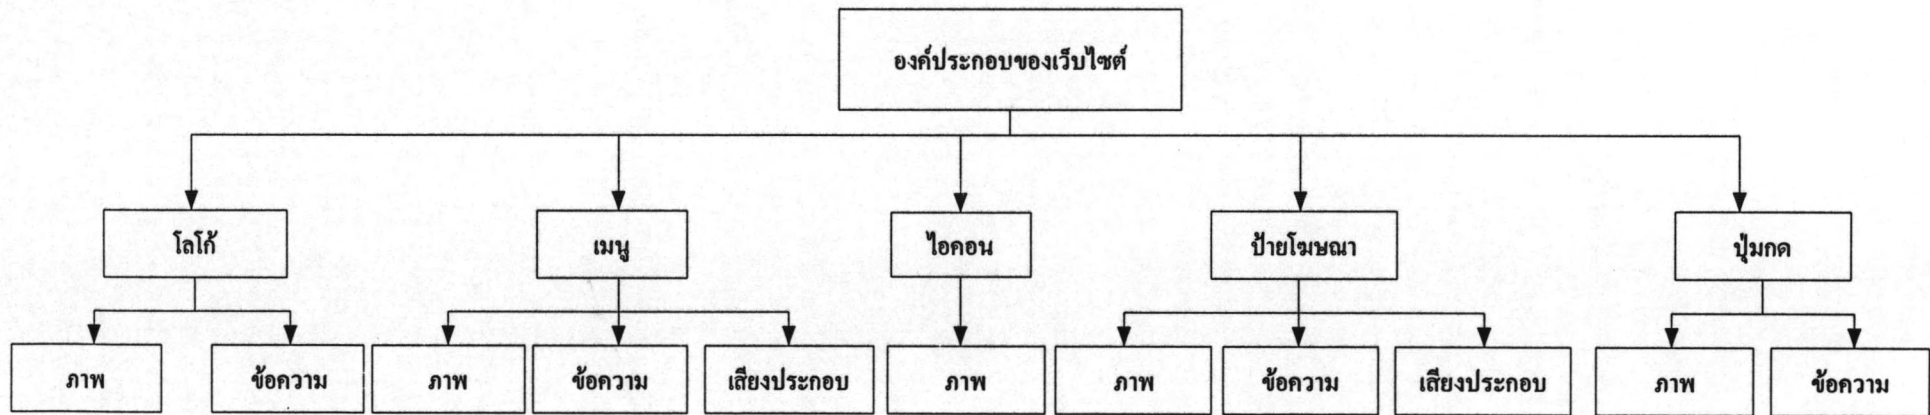 องค์ประกอบของเว็บไซต์
โลโก้
เมนู
ไอคอน
ป้ายโฆษณา
ปุ่มกด
ภาพ
ข้อความ
ภาพ
ข้อความ
เสียงประกอบ
ภาพ
ภาพ
ข้อความ
เสียงประกอบ
ภาพ
ข้อความ